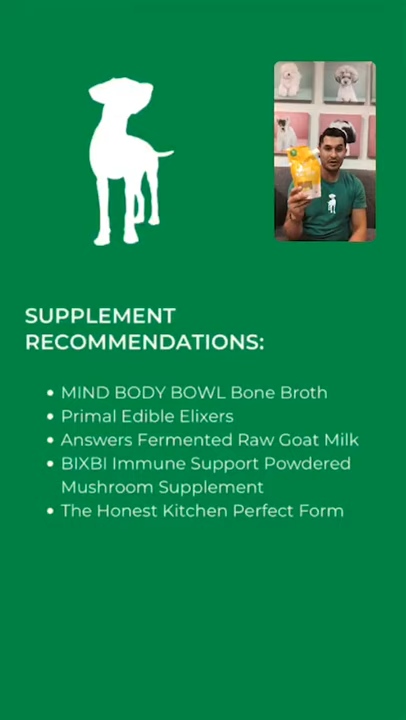 SUPPLEMENT
RECOMMENDATIONS:
MIND BODY BOWL Bone Broth
Primal Edible Elixers
Answers Fermented Raw Goat Milk
BIXBI Immune Support Powdered
Mushroom Supplement
The Honest Kitchen Perfect Form